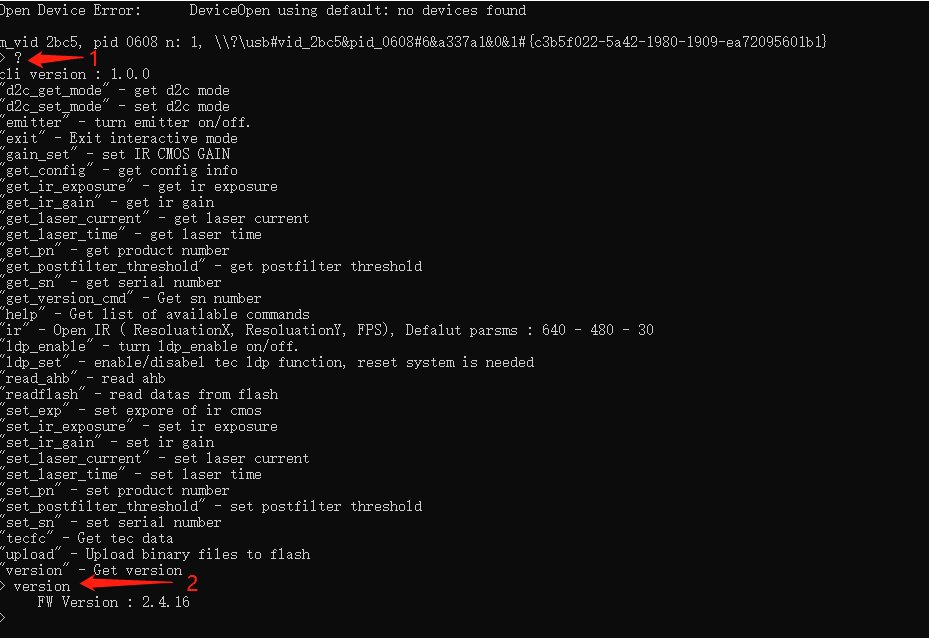 Open Device Error:      DeviceOpen using default: no devices found
m_vid 2bc5, pid 0608 n: 1, \\?\usb#vid_2bc5&pid_0608#6&a337a1&0&1#{c3b5f022-5a42-1980-1909-ea72095601b1}
> ? 1
cli version : 1.0.0
"d2c_get_mode" - get d2c mode
"d2c_set_mode" - set d2c mode
"emitter" - turn emitter on/off.
"exit" - Exit interactive mode
"gain_set" - set IR CMOS GAIN
"get_config" - get config info
"get_ir_exposure" - get ir exposure
"get_ir_gain" - get ir gain
"get_laser_current" - get laser current
"get_laser_time" - get laser time
"get_pn" - get product number
"get_postfilter_threshold" - get postfilter threshold
"get_sn" - get serial number
"get_version_cmd" - Get sn number
"help" - Get list of available commands
"ir" - Open IR ( ResoluationX, ResoluationY, FPS), Defalut parsms : 640 - 480 - 30
"ldp_enable" - turn ldp_enable on/off.
"ldp_set" - enable/disabel tec ldp function, reset system is needed
"read_ahb" - read ahb
"readflash" - read datas from flash
"set_exp" - set expore of ir cmos
"set_ir_exposure" - set ir exposure
"set_ir_gain" - set ir gain
"set_laser_current" - set laser current
"set_laser_time" - set laser time
"set_pn" - set product number
"set_postfilter_threshold" - set postfilter threshold
"set_sn" - set serial number
"tecfc" - Get tec data
"upload" - Upload binary files to flash
"version" - Get version
> version 2
FW Version : 2.4.16
>